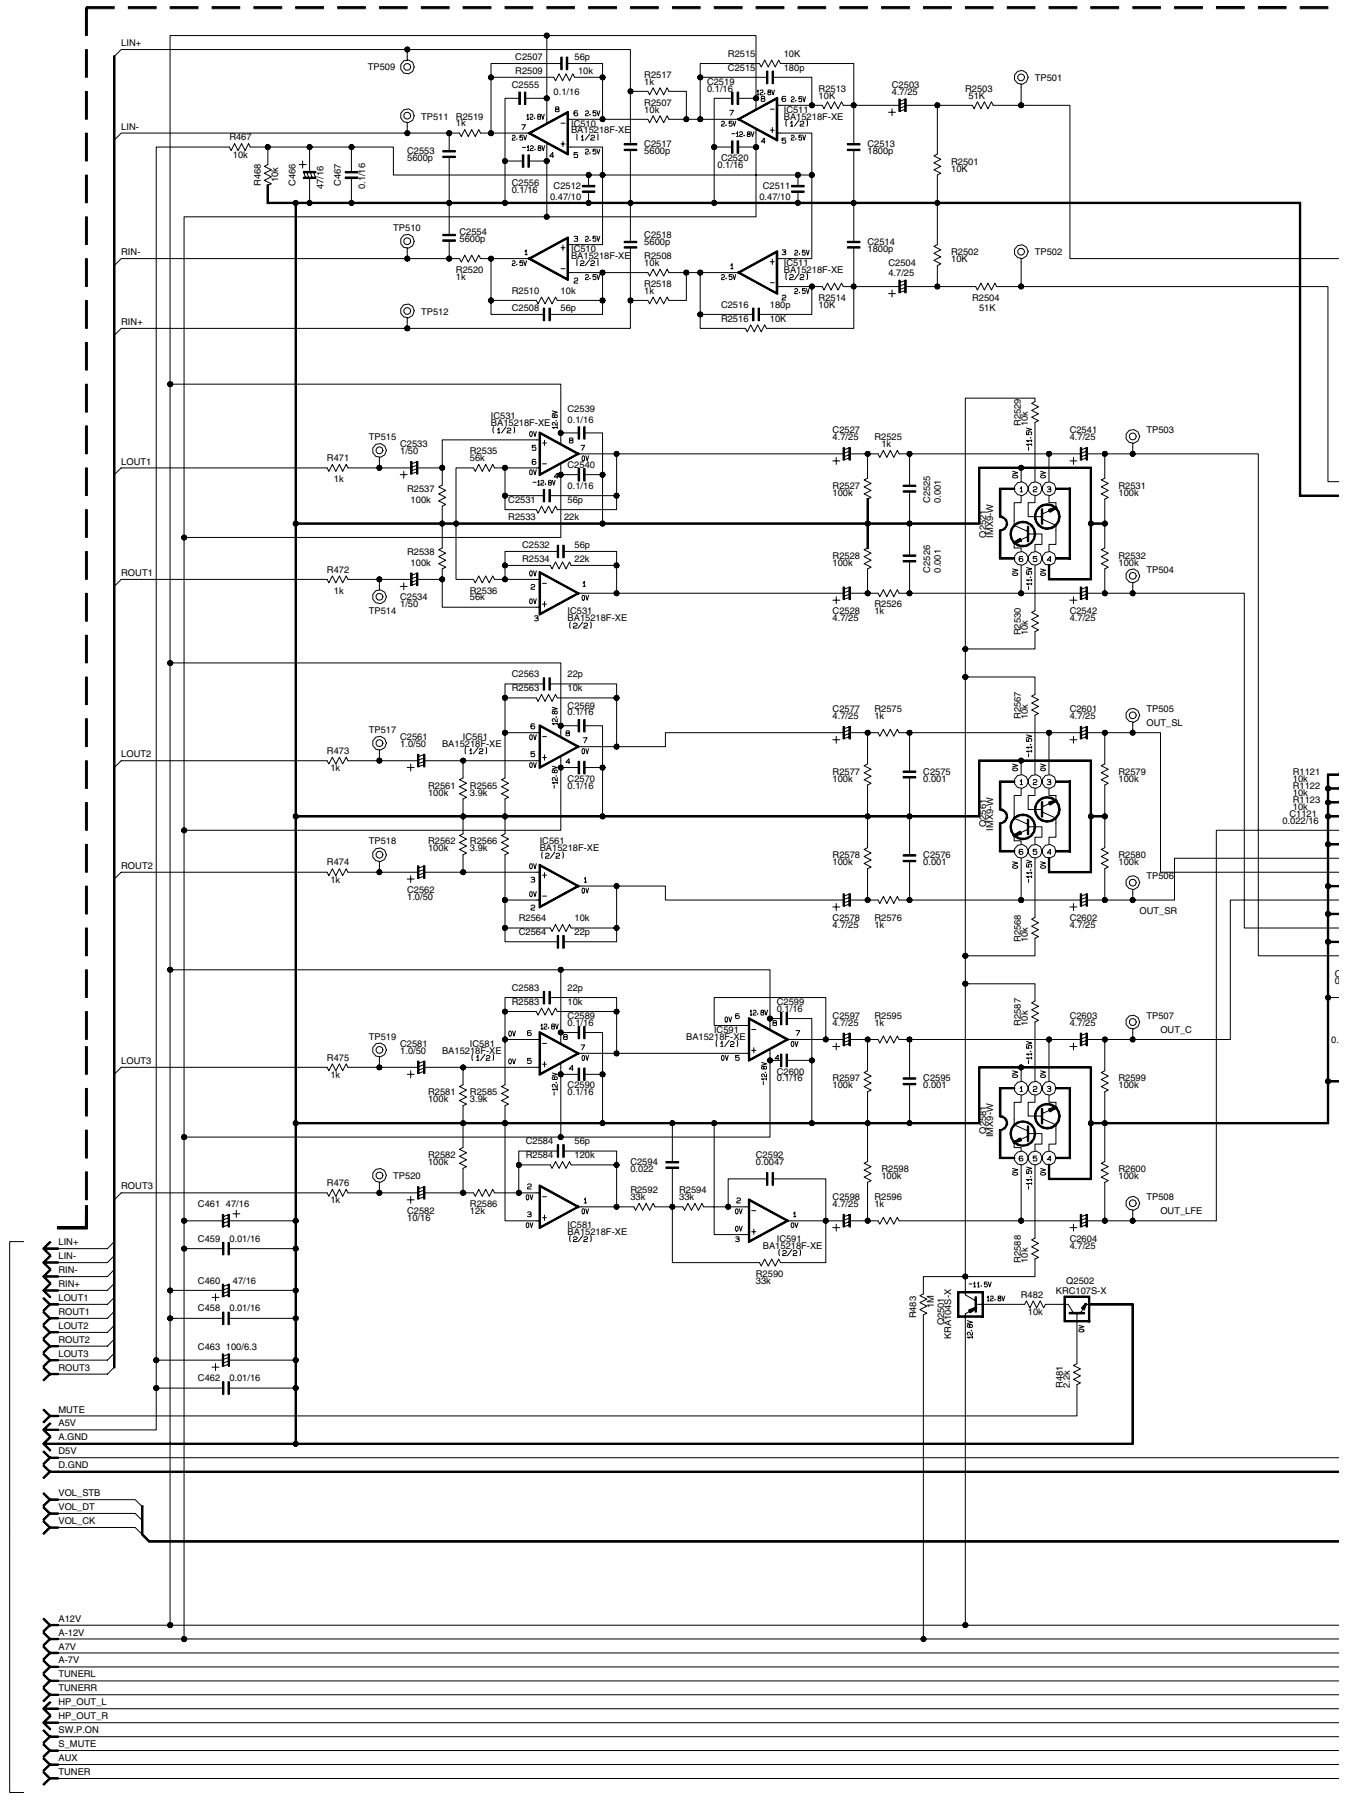 LIN+
TP509
C2507 56p
R2509 10k
C2555 0.1/16
R2517 1k
R2507 10k
R2515 10K
C2515 180p
C2519 0.1/16
R2513 10K
C2503 4.7/25
R2503 51K
TP501
LIN-
TP511
R2519 1k
R467 10k
IC510 BA15218F-XE (1/2)
IC511 BA15218F-XE (1/2)
C2553 5600p
C2517 5600p
C2520 0.1/16
C2513 1800p
R2501 10K
R468 10k
C466 47/16
C467 0.1/16
C2556 0.1/16
C2512 0.47/10
C2511 0.47/10
TP510
C2554 5600p
C2518 5600p
C2514 1800p
R2502 10K
TP502
RIN-
R2520 1k
IC510 BA15218F-XE (2/2)
R2508 10k
IC511 BA15218F-XE (2/2)
C2504 4.7/25
R2510 10k
C2508 56p
R2518 1k
C2516 180p
R2514 10K
R2516 10K
R2504 51K
TP512
RIN+
IC531 BA15218F-XE (1/2)
C2539 0.1/16
TP515
C2533 1/50
R2535 56k
C2540 0.1/16
C2527 4.7/25
R2525 1k
R2529 10k
C2541 4.7/25
TP503
LOUT1
R471 1k
R2537 100k
C2531 56p
R2533 22k
R2527 100k
C2525 0.001
Q2521 IMX9-W
R2531 100k
R2538 100k
C2532 56p
R2534 22k
R2528 100k
C2526 0.001
R2532 100k
TP504
ROUT1
R472 1k
C2534 1/50
TP514
R2536 56k
IC531 BA15218F-XE (2/2)
C2528 4.7/25
R2526 1k
R2530 10k
C2542 4.7/25
C2563 22p
R2563 10k
C2569 0.1/16
TP517
C2561 1.0/50
IC561 BA15218F-XE (1/2)
C2577 4.7/25
R2575 1k
R2567 10k
C2601 4.7/25
TP505
OUT_SL
LOUT2
R473 1k
R2561 100k
R2565 3.9k
C2570 0.1/16
R2577 100k
C2575 0.001
Q2561 IMX9-W
R2579 100k
R1121 10k
R1122 10k
R1123 10k
C1121 0.022/16
TP518
R2562 100k
R2566 3.9k
IC561 BA15218F-XE (2/2)
R2578 100k
C2576 0.001
R2580 100k
ROUT2
R474 1k
C2562 1.0/50
TP506
OUT_SR
R2564 10k
C2564 22p
C2578 4.7/25
R2576 1k
R2568 10k
C2602 4.7/25
C2583 22p
R2583 10k
C2589 0.1/16
C2599 0.1/16
TP519
C2581 1.0/50
IC581 BA15218F-XE (1/2)
IC591 BA15218F-XE (1/2)
C2597 4.7/25
R2595 1k
R2587 10k
C2603 4.7/25
TP507
OUT_C
LOUT3
R475 1k
R2581 100k
R2585 3.9k
C2590 0.1/16
C2600 0.1/16
R2597 100k
C2595 0.001
Q2581 IMX9-W
R2599 100k
R2582 100k
C2584 56p
R2584 120k
C2594 0.022
C2592 0.0047
R2598 100k
R2600 100k
ROUT3
R476 1k
TP520
C2582 10/16
R2586 12k
IC581 BA15218F-XE (2/2)
R2592 33k
R2594 33k
IC591 BA15218F-XE (2/2)
C2598 4.7/25
R2596 1k
TP508
OUT_LFE
R2590 33k
R2588 10k
C2604 4.7/25
C461 47/16
C459 0.01/16
C460 47/16
C458 0.01/16
C463 100/6.3
C462 0.01/16
R483 1M
Q2501 KRA104S-X
-11.5V
12.8V
R482 10k
Q2502 KRC107S-X
0V
R481 2.2k
LIN+
LIN-
RIN-
RIN+
LOUT1
ROUT1
LOUT2
ROUT2
LOUT3
ROUT3
MUTE
A5V
A.GND
D5V
D.GND
VOL_STB
VOL_DT
VOL_CK
A12V
A-12V
A7V
A-7V
TUNERL
TUNERR
HP_OUT_L
HP_OUT_R
SW.P.ON
S_MUTE
AUX
TUNER